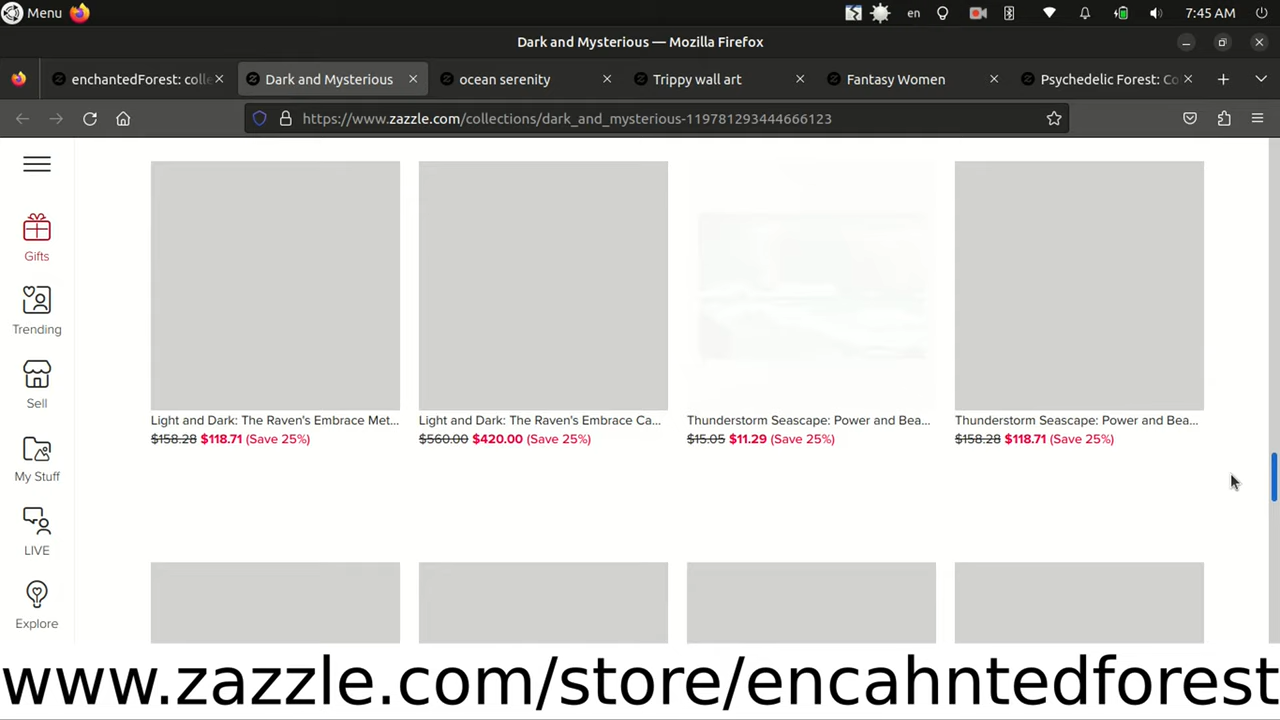 Menu
en
7:45 AM
Dark and Mysterious — Mozilla Firefox
enchantedForest: colle
Dark and Mysterious
ocean serenity
Trippy wall art
Fantasy Women
Psychedelic Forest: Co
https://www.zazzle.com/collections/dark_and_mysterious-119781293444666123
Gifts
Trending
Sell
My Stuff
LIVE
Explore
Light and Dark: The Raven's Embrace Met...
$158.28 $118.71 (Save 25%)
Light and Dark: The Raven's Embrace Ca...
$560.00 $420.00 (Save 25%)
Thunderstorm Seascape: Power and Bea...
$15.05 $11.29 (Save 25%)
Thunderstorm Seascape: Power and Bea...
$158.28 $118.71 (Save 25%)
www.zazzle.com/store/encahntedforest